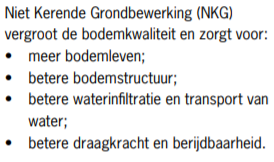 Niet Kerende Grondbewerking (NKG)
vergroot de bodemkwaliteit en zorgt voor:
• meer bodemleven;
• betere bodemstructuur;
• betere waterinfiltratie en transport van
water;
• betere draagkracht en berijdbaarheid.